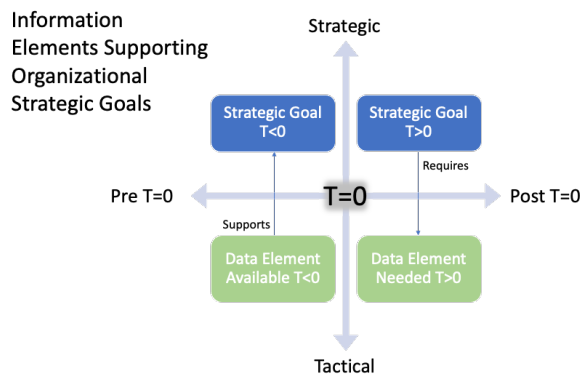 Information
Elements Supporting
Organizational
Strategic Goals
Strategic
Strategic Goal
T<0
Strategic Goal
T>0
Requires
Pre T=0
T=0
Post T=0
Supports
Data Element
Available T<0
Data Element
Needed T>0
Tactical